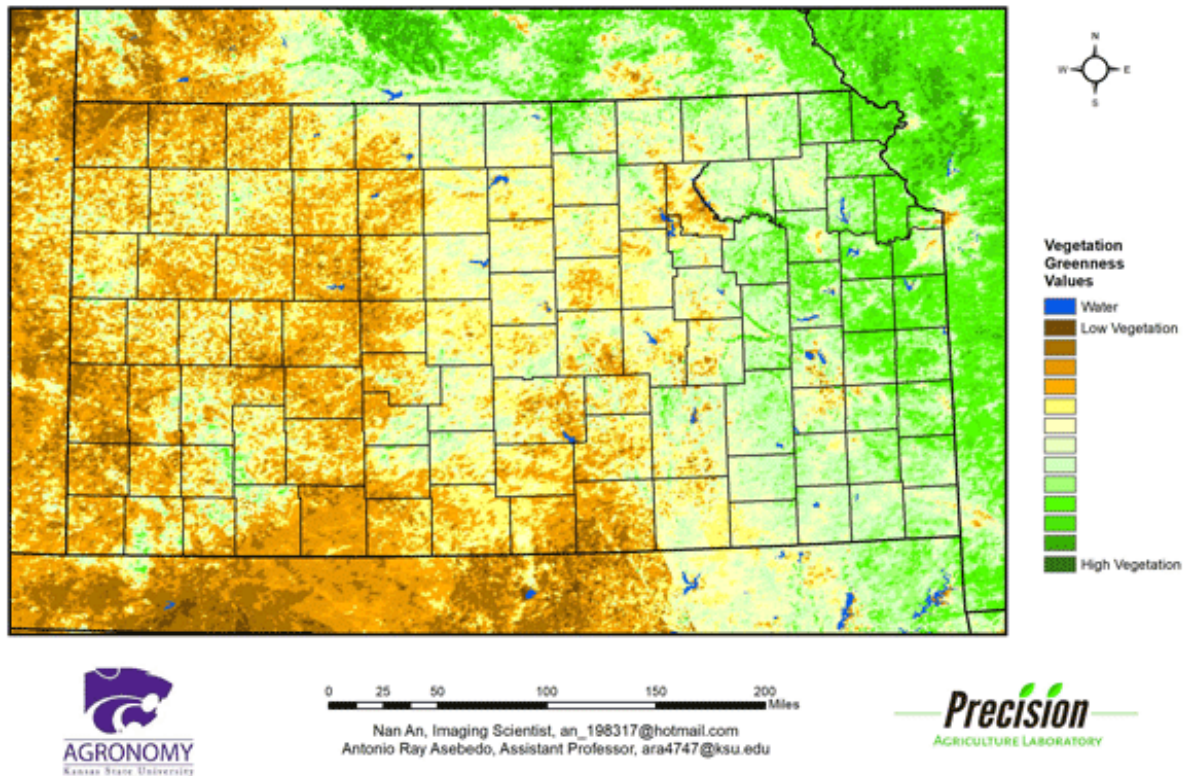 N
W E
S
Vegetation
Greenness
Values
Water
Low Vegetation
High Vegetation
0 25 50 100 150 200
Miles
Nan An, Imaging Scientist, an_198317@hotmail.com
Antonio Ray Asebedo, Assistant Professor, ara4747@ksu.edu
AGRONOMY
Kansas State University
Precision
AGRICULTURE LABORATORY